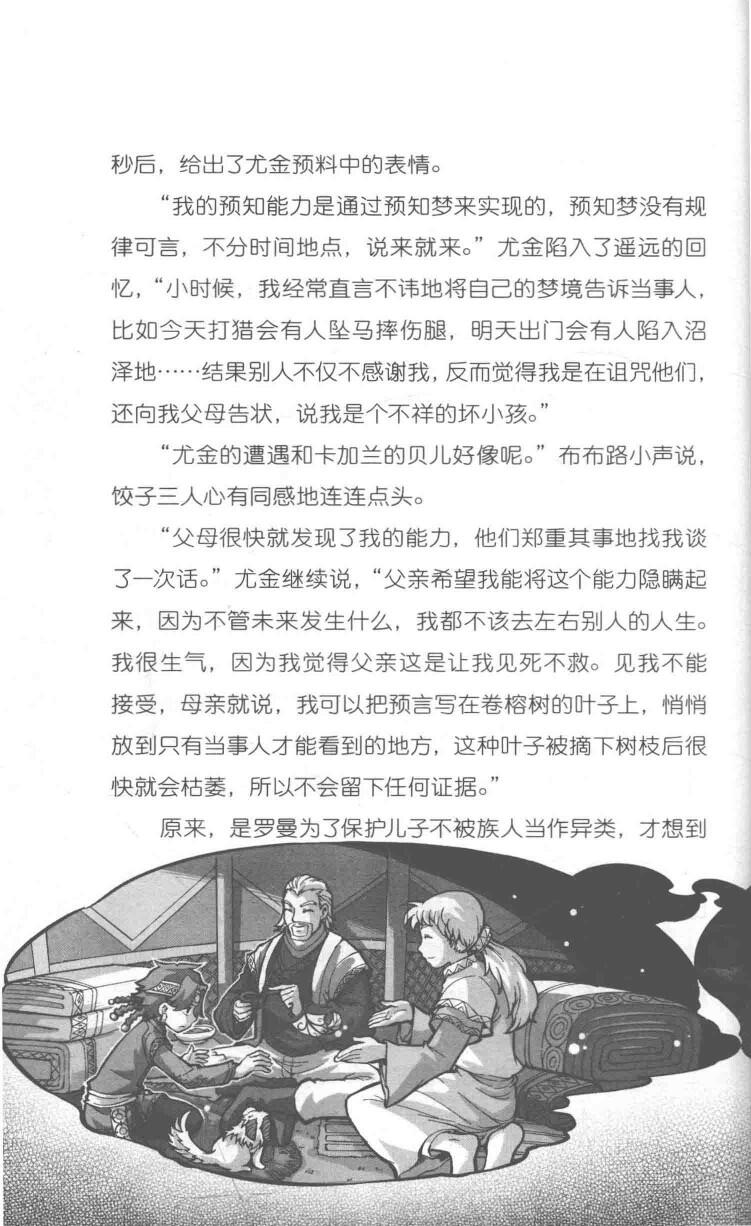 秒后，给出了尤金预料中的表情。
“我的预知能力是通过预知梦来实现的，预知梦没有规
律可言，不分时间地点，说来就来。”尤金陷入了遥远的回
忆，“小时候，我经常直言不讳地将自己的梦境告诉当事人，
比如今天打猎会有人坠马摔伤腿，明天出门会有人陷入沼
泽地……结果别人不仅不感谢我，反而觉得我是在诅咒他们，
还向我父母告状，说我是个不祥的坏小孩。”
“尤金的遭遇和卡加兰的贝儿好像呢。”布布路小声说，
饺子三人心有同感地连连点头。
“父母很快就发现了我的能力，他们郑重其事地找我谈
了一次话。”尤金继续说，“父亲希望我能将这个能力隐瞒起
来，因为不管未来发生什么，我都不该去左右别人的人生。
我很生气，因为我觉得父亲这是让我见死不救。见我不能
接受，母亲就说，我可以把预言写在卷榕树的叶子上，悄悄
放到只有当事人才能看到的地方，这种叶子被摘下树枝后很
快就会枯萎，所以不会留下任何证据。”
原来，是罗曼为了保护儿子不被族人当作异类，才想到